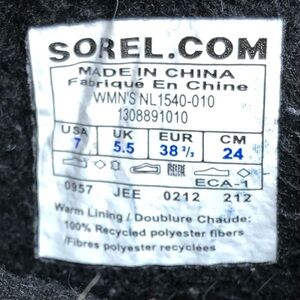 SOREL.COM
MADE IN CHINA
Fabriqué En Chine
WMN'S NL1540-010
1308891010
USA UK EUR CM
7 5.5 38 2/3 24
ECA-1
0957 JEE 0212 212
Warm Lining / Doublure Chaude:
100% Recycled polyester fibers
/Fibres polyester recyclées